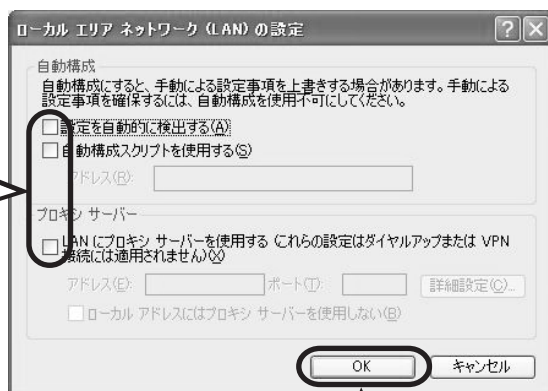 ローカル エリア ネットワーク (LAN) の設定
自動構成
自動構成にすると、手動による設定事項を上書きする場合があります。手動による
設定事項を確保するには、自動構成を使用不可にしてください。
設定を自動的に検出する(A)
自動構成スクリプトを使用する(S)
アドレス(R):
プロキシ サーバー
LAN にプロキシ サーバーを使用する (これらの設定はダイヤルアップまたは VPN
接続には適用されません)(X)
アドレス(E): ポート(T): 詳細設定(C)...
ローカル アドレスにはプロキシ サーバーを使用しない(B)
OK キャンセル